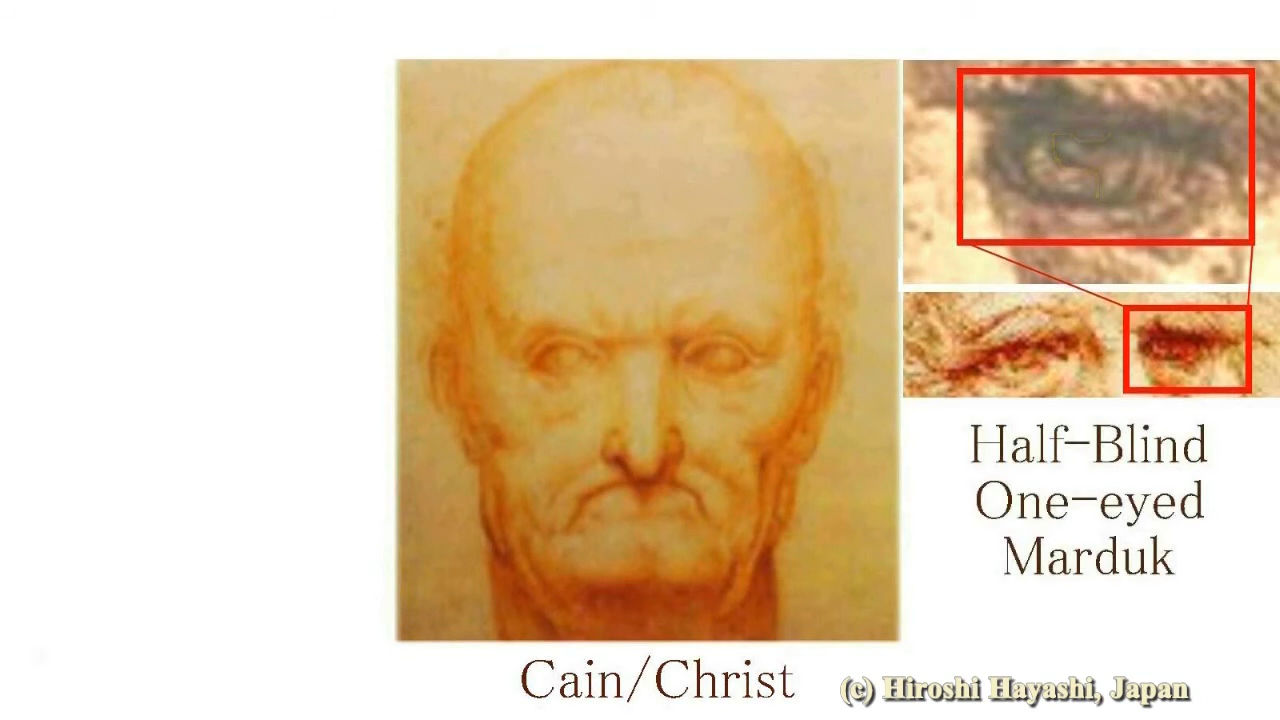 Half-Blind
One-eyed
Marduk
Cain/Christ
(c) Hiroshi Hayashi, Japan